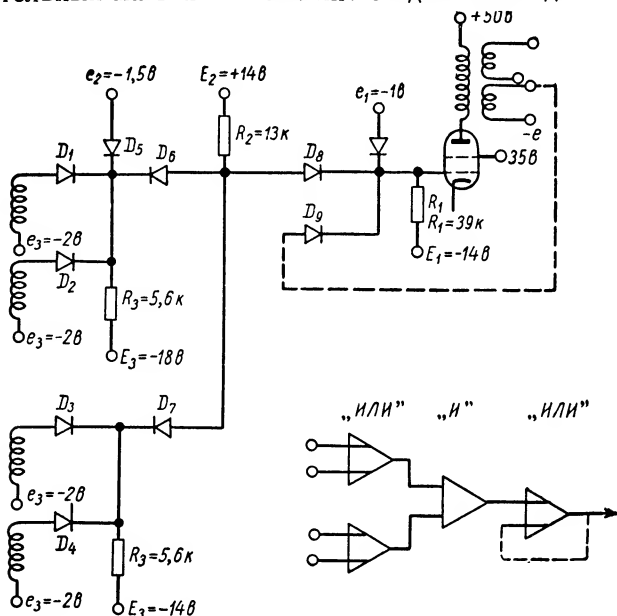 +50в
e₂=-1,5в
E₂=+14в
e₁=-1в
-e
R₂=13к
D₁
D₅
D₆
D₈
35в
D₉
R₁
R₁=39к
E₁=-14в
e₃=-2в
D₂
R₃=5,6к
e₃=-2в
E₃=-18в
D₃
D₇
„ИЛИ”
„И”
„ИЛИ”
e₃=-2в
D₄
R₃=5,6к
e₃=-2в
E₃=-14в